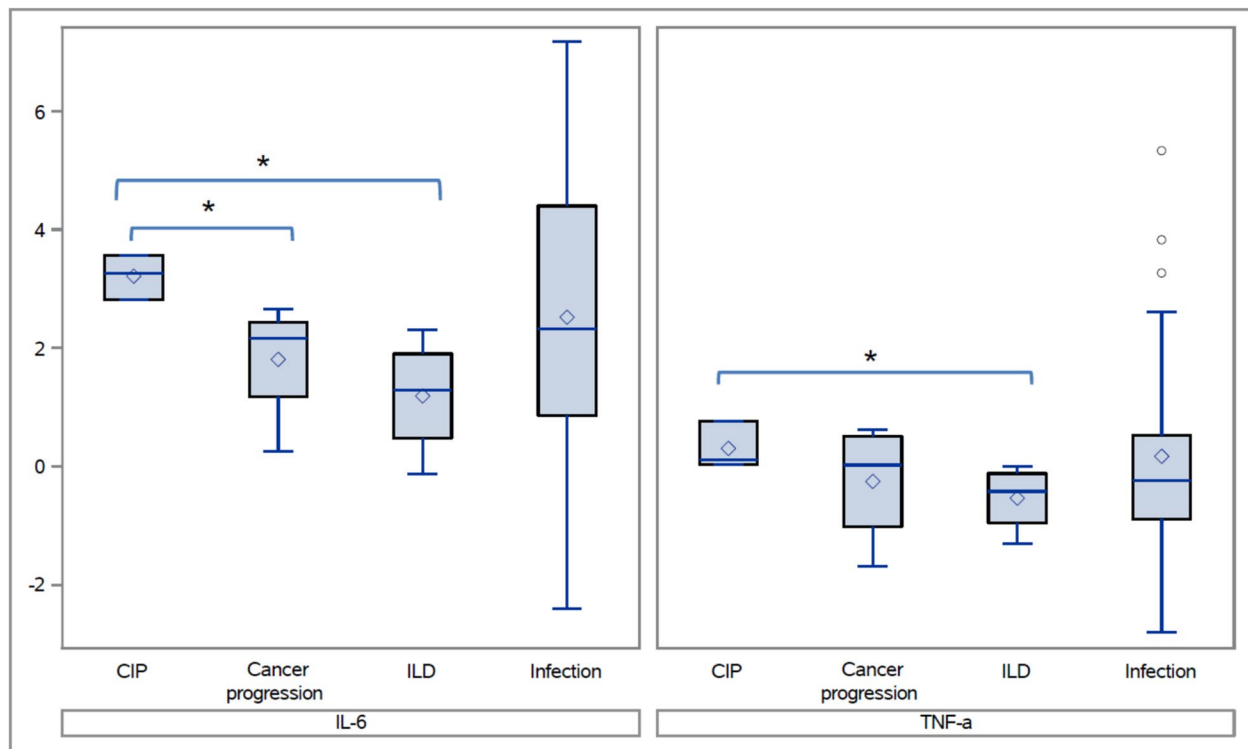 6
4
2
0
-2
*
*
*
CIP
Cancer
progression
ILD
Infection
CIP
Cancer
progression
ILD
Infection
IL-6
TNF-a